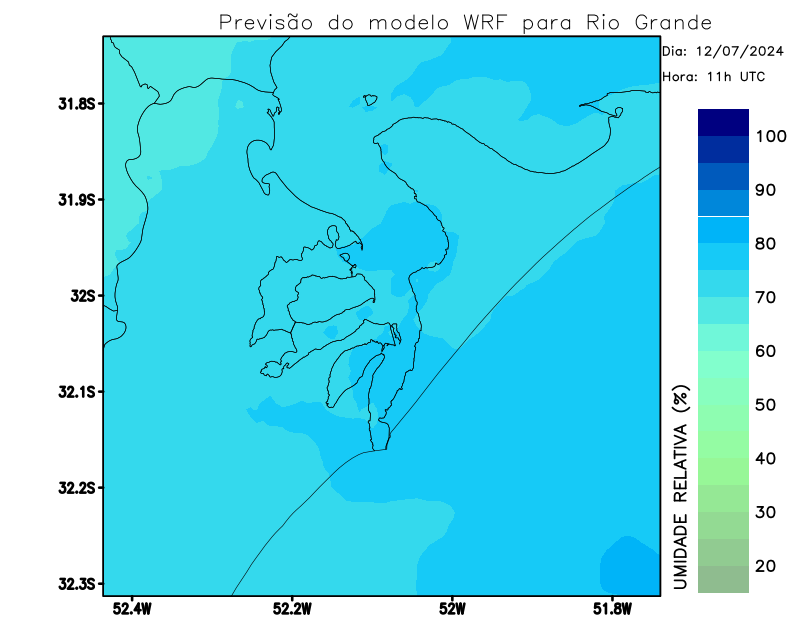 Previsão do modelo WRF para Rio Grande
Dia: 12/07/2024
Hora: 11h UTC
31.8S
31.9S
32S
32.1S
32.2S
32.3S
52.4W
52.2W
52W
51.8W
100
90
80
70
60
50
40
30
20
UMIDADE RELATIVA (%)